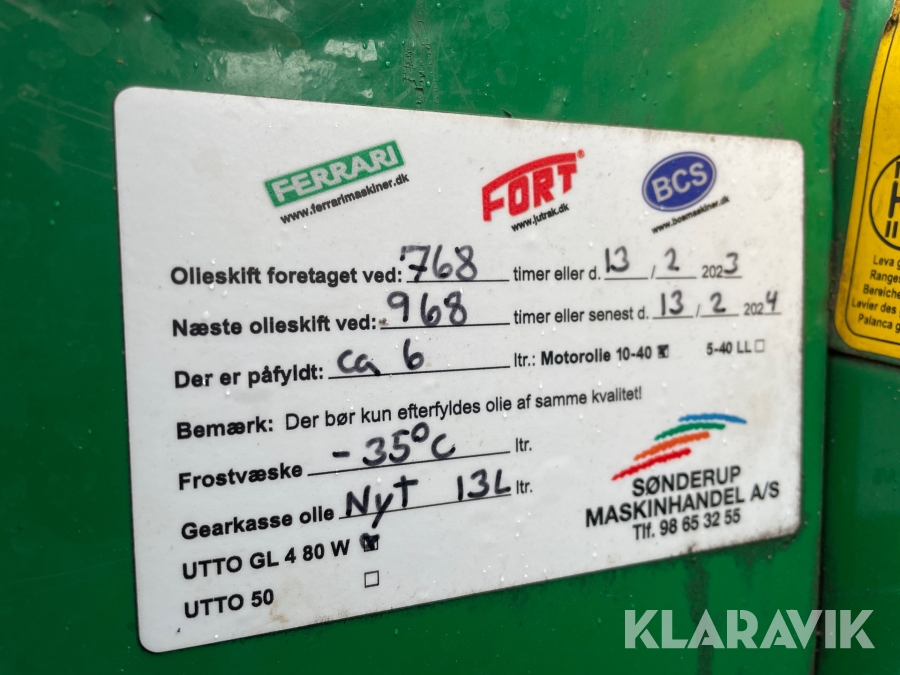 FERRARI
www.ferrarimaskiner.dk
FORT®
www.jutrak.dk
BCS
www.bcsmaskiner.dk
Olieskift foretaget ved: 768 timer eller d. 13 / 2 2023
Næste olieskift ved: 968 timer eller senest d. 13 / 2 2024
Der er påfyldt: ca 6 ltr.: Motorolie 10-40 5-40 LL
Bemærk: Der bør kun efterfyldes olie af samme kvalitet!
Frostvæske -35°C ltr.
Gearkasse olie Nyt 13L ltr.
UTTO GL 4 80 W
UTTO 50
SØNDERUP
MASKINHANDEL A/S
Tlf. 98 65 32 55
Leva
Palanca
KLARAVIK